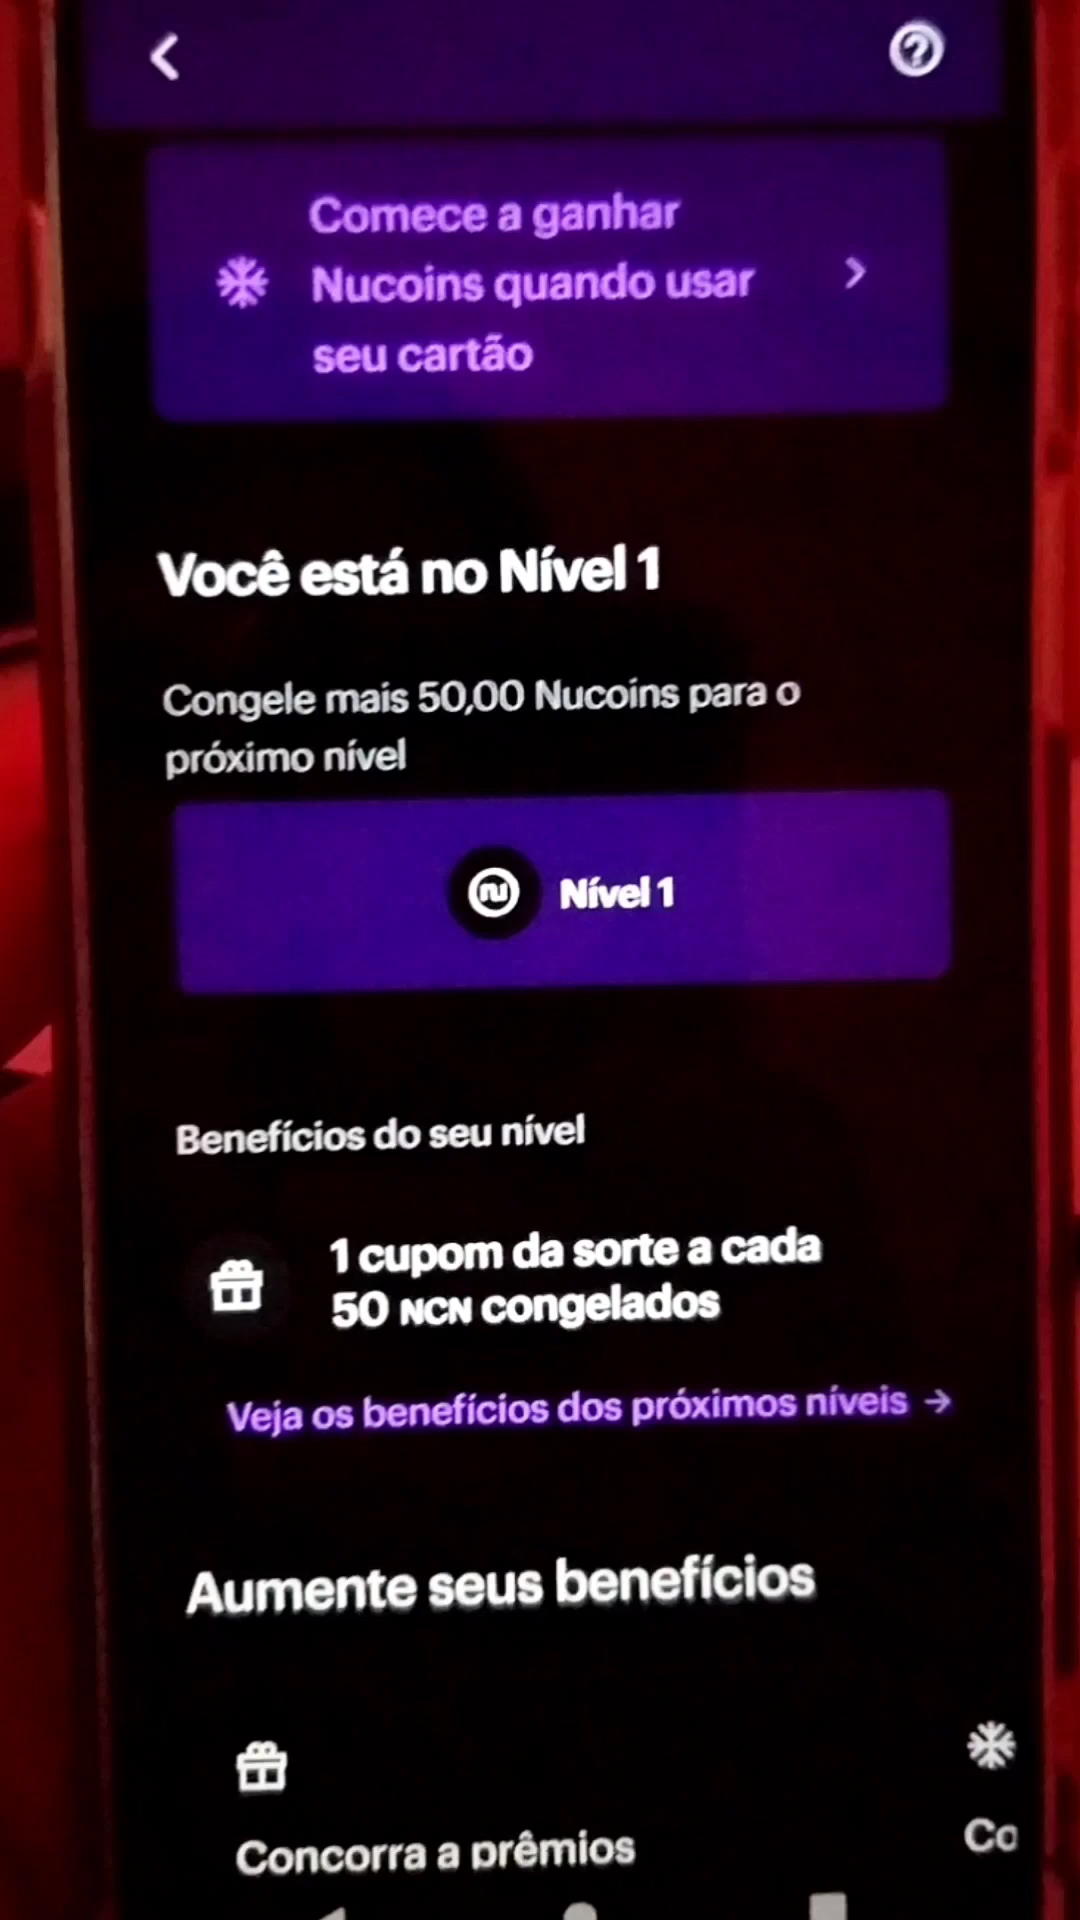 Comece a ganhar
Nucoins quando usar
seu cartão
Você está no Nível 1
Congele mais 50,00 Nucoins para o
próximo nível
Nível 1
Benefícios do seu nível
1 cupom da sorte a cada
50 NCN congelados
Veja os benefícios dos próximos níveis →
Aumente seus benefícios
Concorra a prêmios
Co